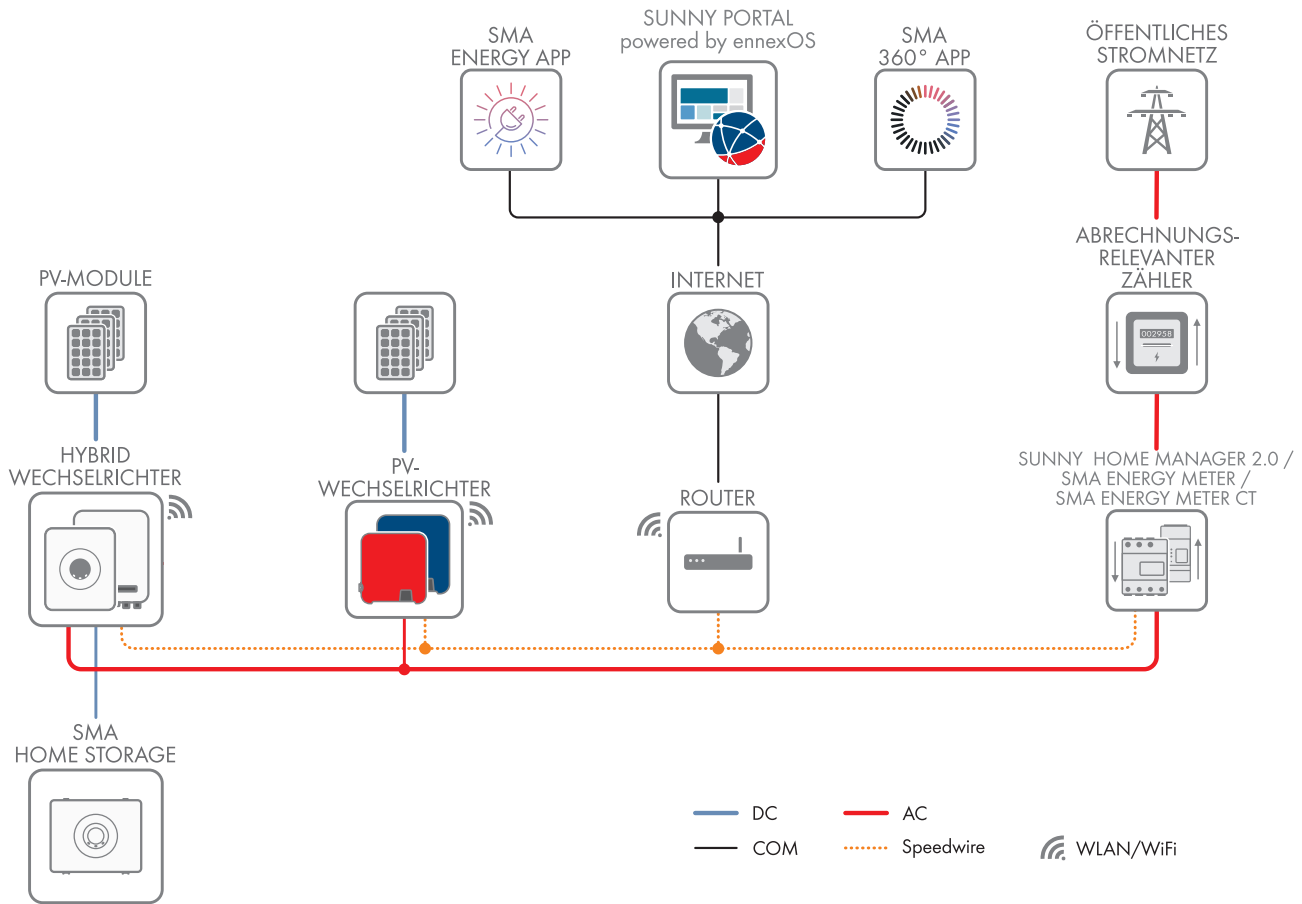 SMA
ENERGY APP
SUNNY PORTAL
powered by ennexOS
SMA
360° APP
ÖFFENTLICHES
STROMNETZ
ABRECHNUNGS-
RELEVANTER
ZÄHLER
002958
PV-MODULE
INTERNET
HYBRID
WECHSELRICHTER
PV-
WECHSELRICHTER
ROUTER
SUNNY HOME MANAGER 2.0 /
SMA ENERGY METER /
SMA ENERGY METER CT
SMA
HOME STORAGE
DC
AC
COM
Speedwire
WLAN/WiFi